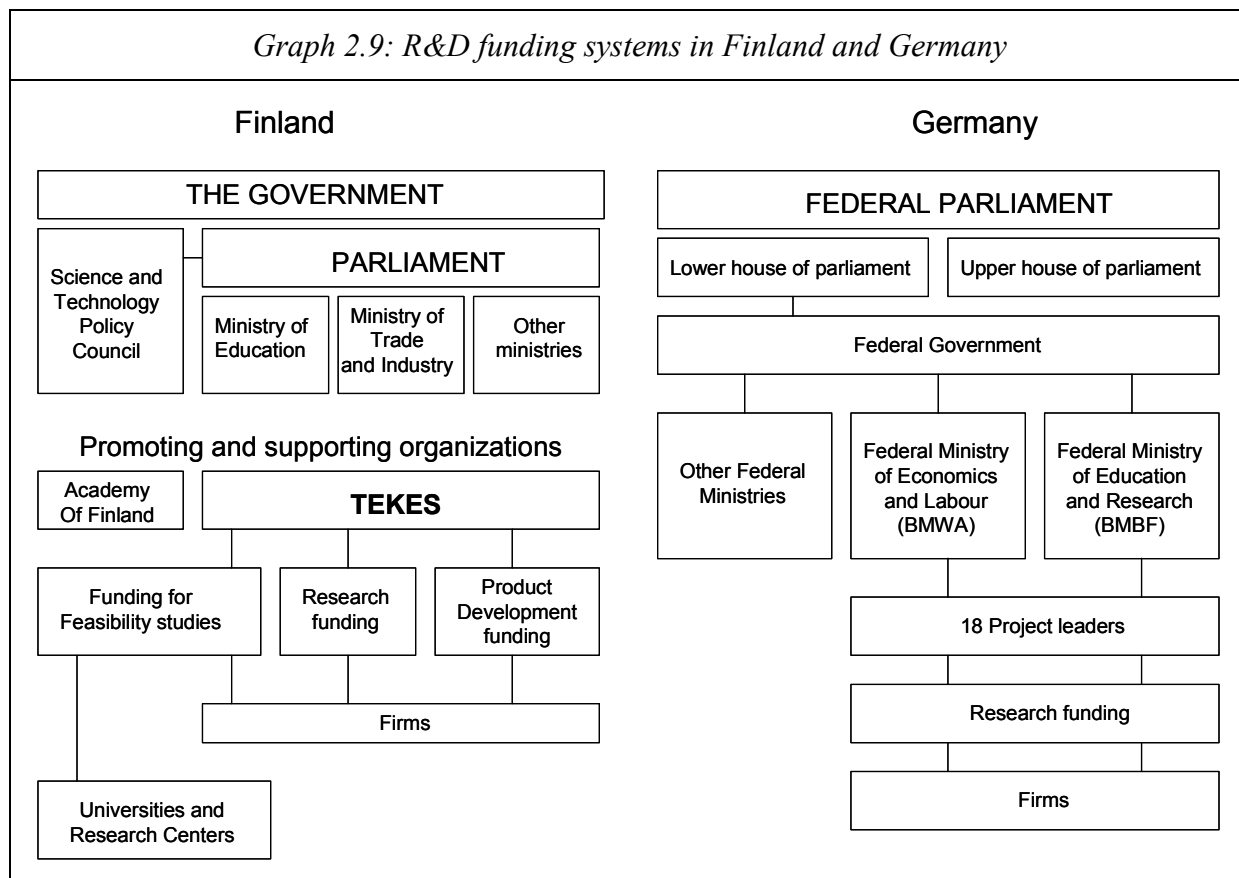 Graph 2.9: R&D funding systems in Finland and Germany
Finland
THE GOVERNMENT
Science and
Technology
Policy
Council
PARLIAMENT
Ministry of
Education
Ministry of
Trade
and Industry
Other
ministries
Promoting and supporting organizations
Academy
Of Finland
TEKES
Funding for
Feasibility studies
Research
funding
Product
Development
funding
Firms
Universities and
Research Centers
Germany
FEDERAL PARLIAMENT
Lower house of parliament
Upper house of parliament
Federal Government
Other Federal
Ministries
Federal Ministry
of Economics
and Labour
(BMWA)
Federal Ministry
of Education
and Research
(BMBF)
18 Project leaders
Research funding
Firms